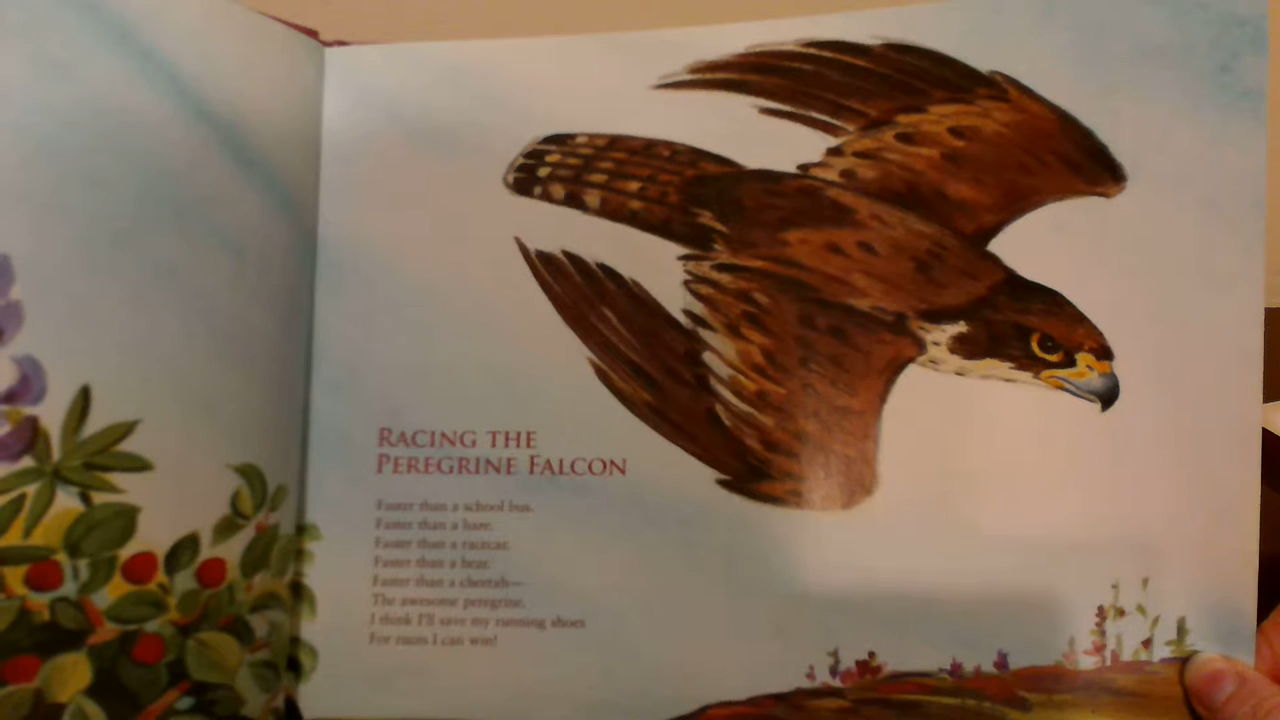 RACING THE
PEREGRINE FALCON
Faster than a school bus.
Faster than a hare.
Faster than a racecar.
Faster than a bear.
Faster than a cheetah—
The awesome peregrine.
I think I'll save my running shoes
For races I can win!